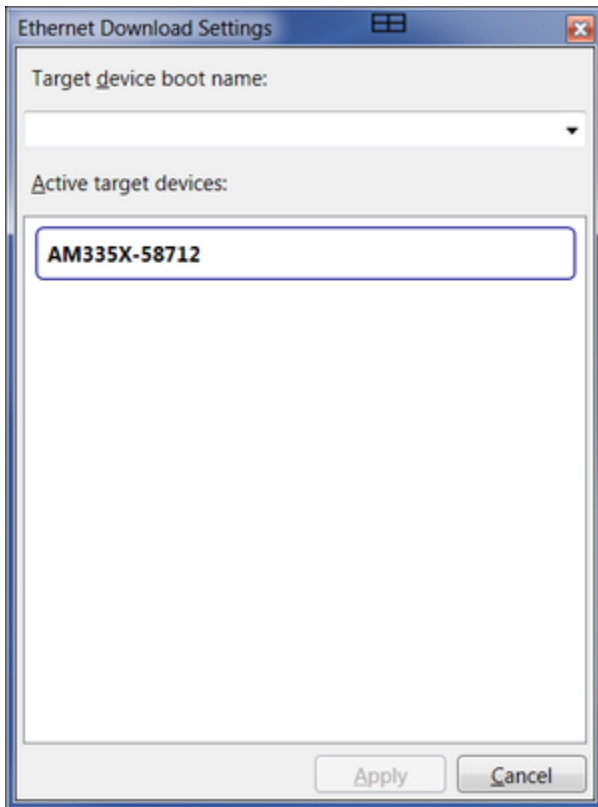 Ethernet Download Settings
Target device boot name:
Active target devices:
AM335X-58712
Apply
Cancel